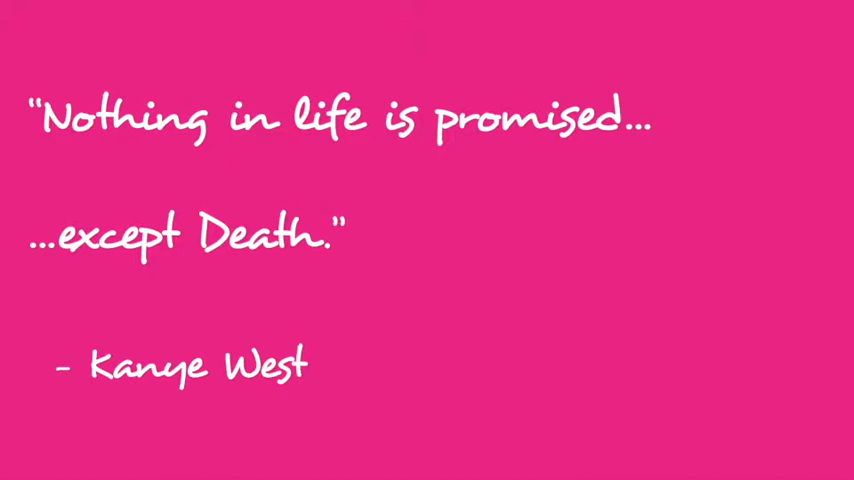 "Nothing in life is promised...
...except Death."
- Kanye West